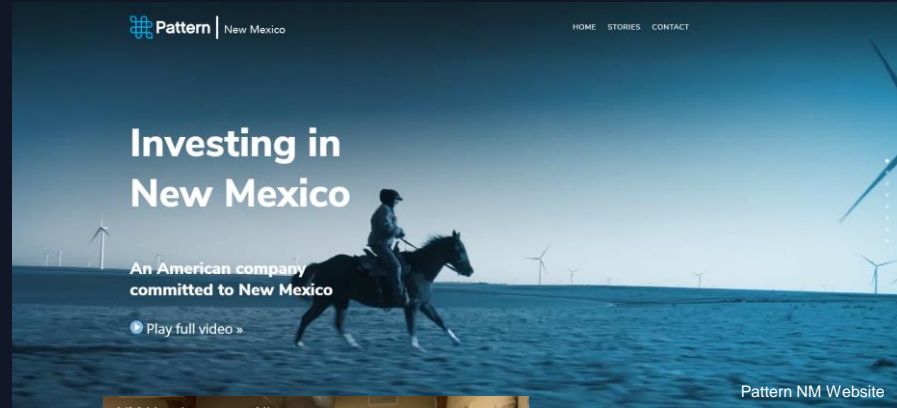 Pattern | New Mexico
HOME STORIES CONTACT
Investing in
New Mexico
An American company
committed to New Mexico
Play full video »
Pattern NM Website